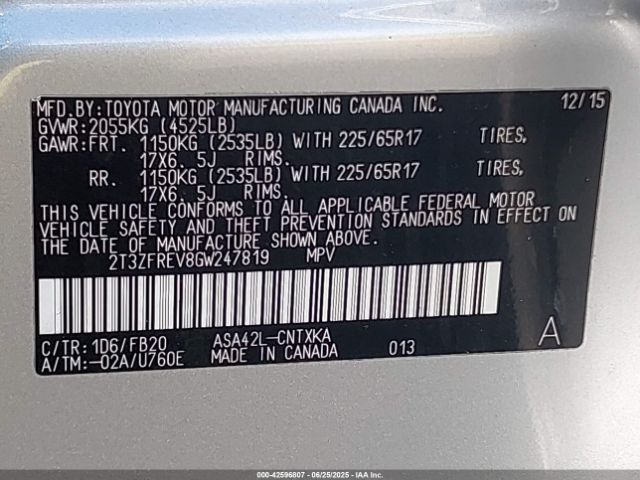 MFD.BY:TOYOTA MOTOR MANUFACTURING CANADA INC. 12/15
GVWR:2055KG (4525LB)
GAWR:FRT. 1150KG (2535LB) WITH 225/65R17 TIRES,
17X6. 5J RIMS.
RR. 1150KG (2535LB) WITH 225/65R17 TIRES,
17X6. 5J RIMS.
THIS VEHICLE CONFORMS TO ALL APPLICABLE FEDERAL MOTOR
VEHICLE SAFETY AND THEFT PREVENTION STANDARDS IN EFFECT ON
THE DATE OF MANUFACTURE SHOWN ABOVE.
2T3ZFREV8GW247819 MPV
C/TR: 1D6/FB20 ASA42L-CNTXKA A
A/TM:-02A/U760E MADE IN CANADA 013
000-42596807 - 06/25/2025 - IAAI.COM